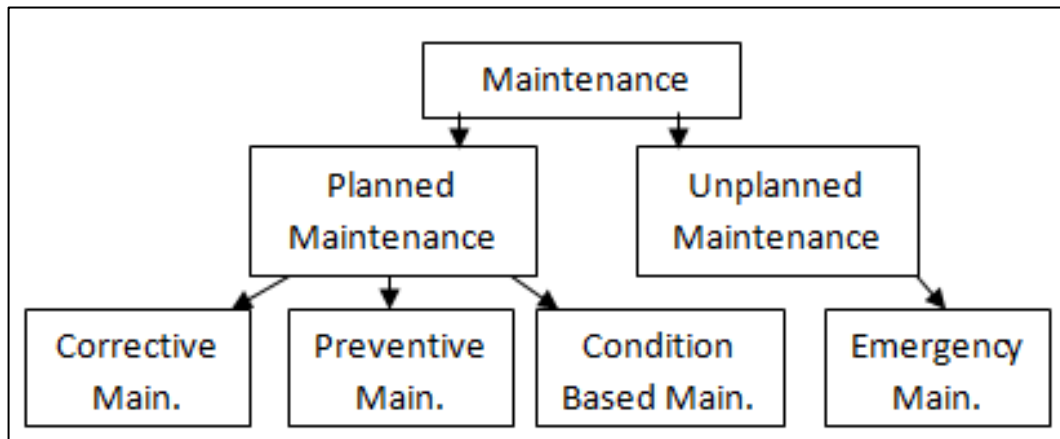 Maintenance
Planned
Maintenance
Unplanned
Maintenance
Corrective
Main.
Preventive
Main.
Condition
Based Main.
Emergency
Main.